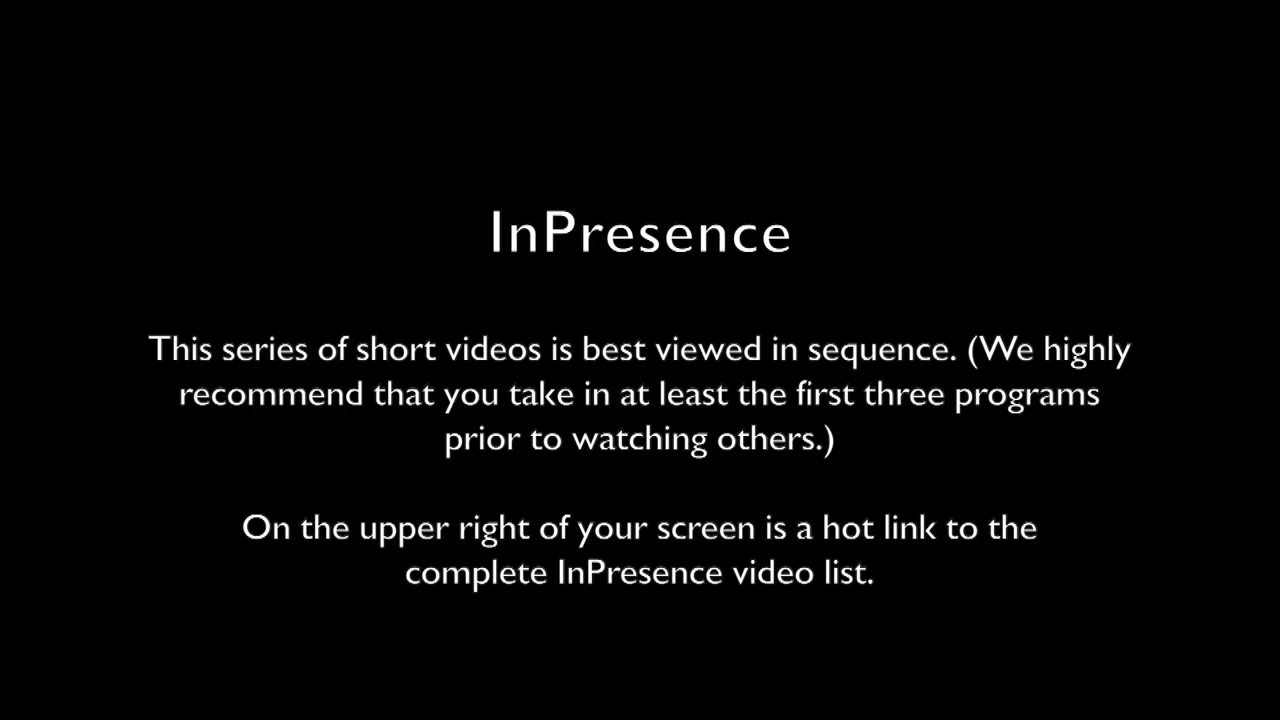 InPresence
This series of short videos is best viewed in sequence. (We highly
recommend that you take in at least the first three programs
prior to watching others.)
On the upper right of your screen is a hot link to the
complete InPresence video list.